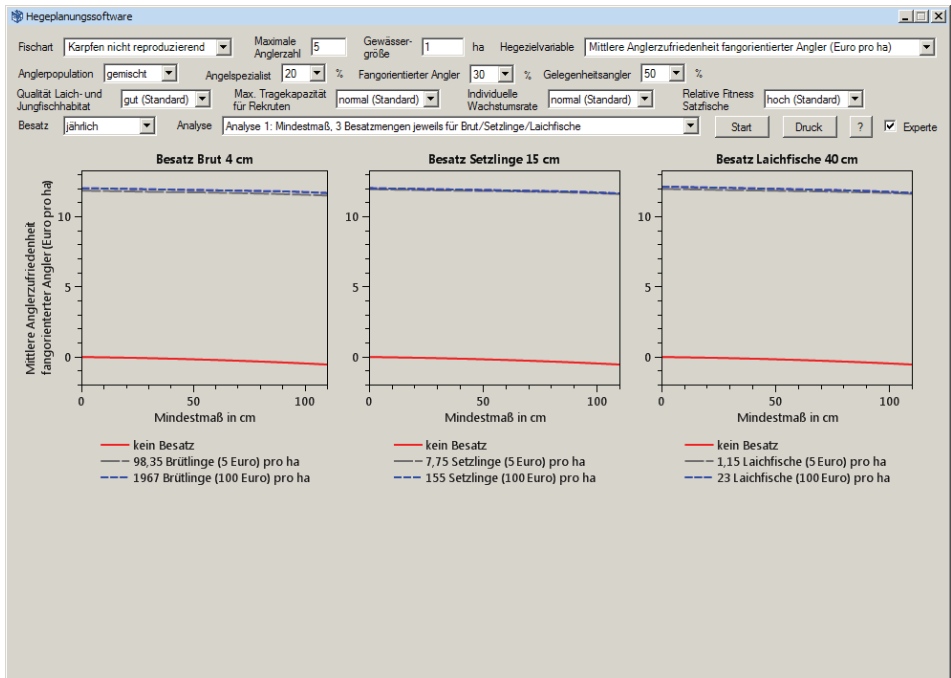 Hegeplanungssoftware
Fischart Karpfen nicht reproduzierend Maximale Anglerzahl 5 Gewässer-größe 1 ha Hegezielvariable Mittlere Anglerzufriedenheit fangorientierter Angler (Euro pro ha)
Anglerpopulation gemischt Angelspezialist 20 % Fangorientierter Angler 30 % Gelegenheitsangler 50 %
Qualität Laich- und Jungfischhabitat gut (Standard) Max. Tragekapazität für Rekruten normal (Standard) Individuelle Wachstumsrate normal (Standard) Relative Fitness Satzfische hoch (Standard)
Besatz jährlich Analyse Analyse 1: Mindestmaß, 3 Besatzmengen jeweils für Brut/Setzlinge/Laichfische Start Druck ? Experte
Besatz Brut 4 cm
Mittlere Anglerzufriedenheit
fangorienterter Angler (Euro pro ha)
10
5
0
0 50 100
Mindestmaß in cm
kein Besatz
98,35 Brütlinge (5 Euro) pro ha
1967 Brütlinge (100 Euro) pro ha
Besatz Setzlinge 15 cm
10
5
0
0 50 100
Mindestmaß in cm
kein Besatz
7,75 Setzlinge (5 Euro) pro ha
155 Setzlinge (100 Euro) pro ha
Besatz Laichfische 40 cm
10
5
0
0 50 100
Mindestmaß in cm
kein Besatz
1,15 Laichfische (5 Euro) pro ha
23 Laichfische (100 Euro) pro ha